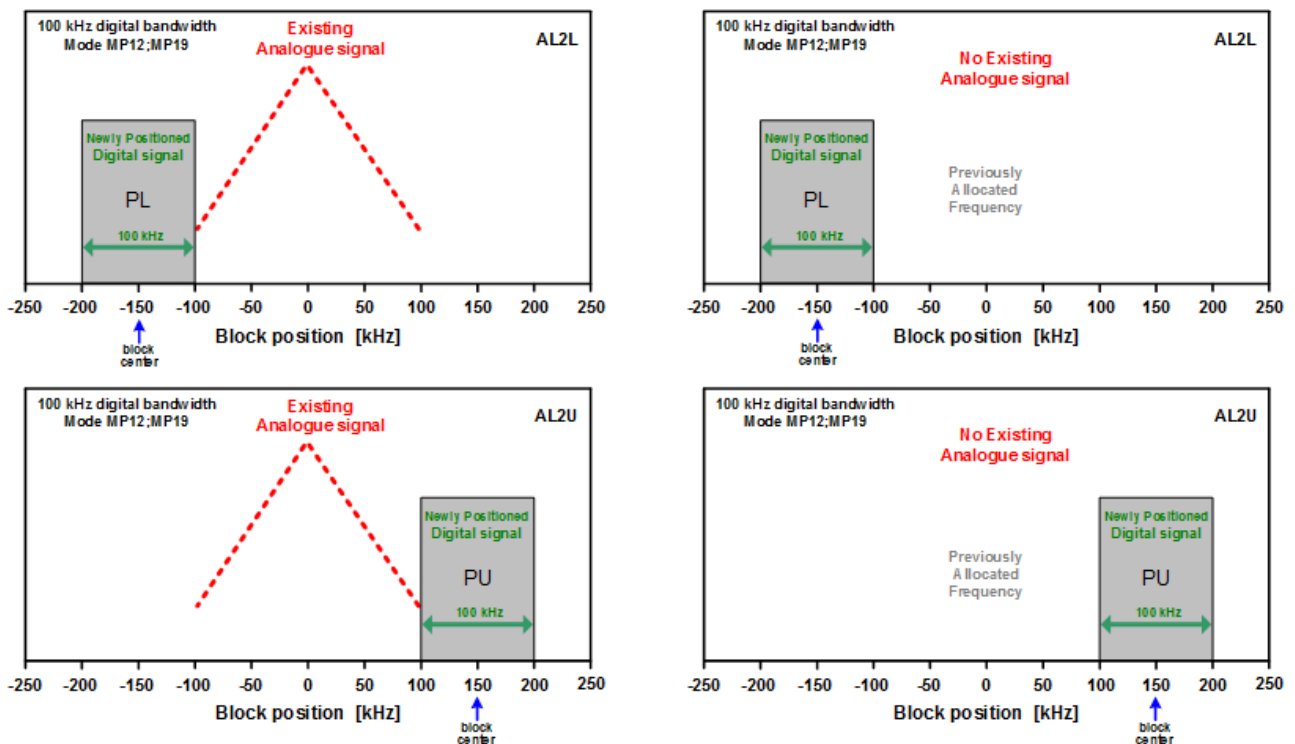 100 kHz digital bandwidth
Mode MP12;MP19
Existing
Analogue signal
AL2L
Newly Positioned
Digital signal
PL
100 kHz
-250 -200 -150 -100 -50 0 50 100 150 200 250
Block position [kHz]
block
center
100 kHz digital bandwidth
Mode MP12;MP19
No Existing
Analogue signal
AL2L
Newly Positioned
Digital signal
PL
100 kHz
Previously
Allocated
Frequency
-250 -200 -150 -100 -50 0 50 100 150 200 250
Block position [kHz]
block
center
100 kHz digital bandwidth
Mode MP12;MP19
Existing
Analogue signal
AL2U
Newly Positioned
Digital signal
PU
100 kHz
-250 -200 -150 -100 -50 0 50 100 150 200 250
Block position [kHz]
block
center
100 kHz digital bandwidth
Mode MP12;MP19
No Existing
Analogue signal
AL2U
Previously
Allocated
Frequency
Newly Positioned
Digital signal
PU
100 kHz
-250 -200 -150 -100 -50 0 50 100 150 200 250
Block position [kHz]
block
center